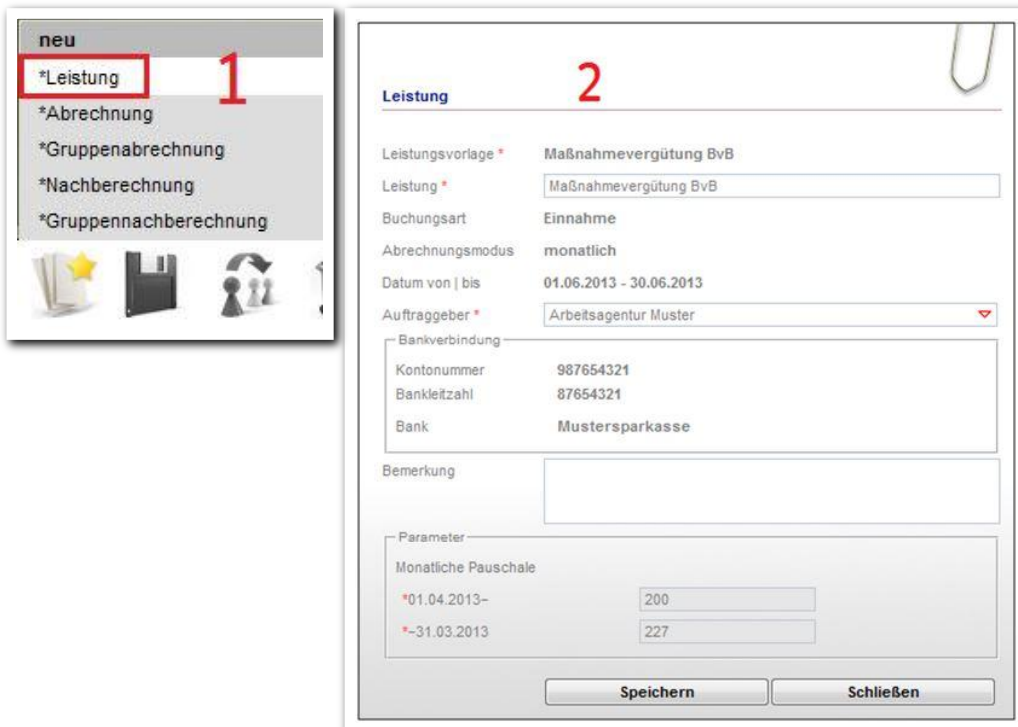 neu
*Leistung
1
*Abrechnung
*Gruppenabrechnung
*Nachberechnung
*Gruppennachberechnung
2
Leistung
Leistungsvorlage * Maßnahmevergütung BvB
Leistung * Maßnahmevergütung BvB
Buchungsart Einnahme
Abrechnungsmodus monatlich
Datum von | bis 01.06.2013 - 30.06.2013
Auftraggeber * Arbeitsagentur Muster
Bankverbindung
Kontonummer 987654321
Bankleitzahl 87654321
Bank Mustersparkasse
Bemerkung
Parameter
Monatliche Pauschale
*01.04.2013– 200
*–31.03.2013 227
Speichern Schließen